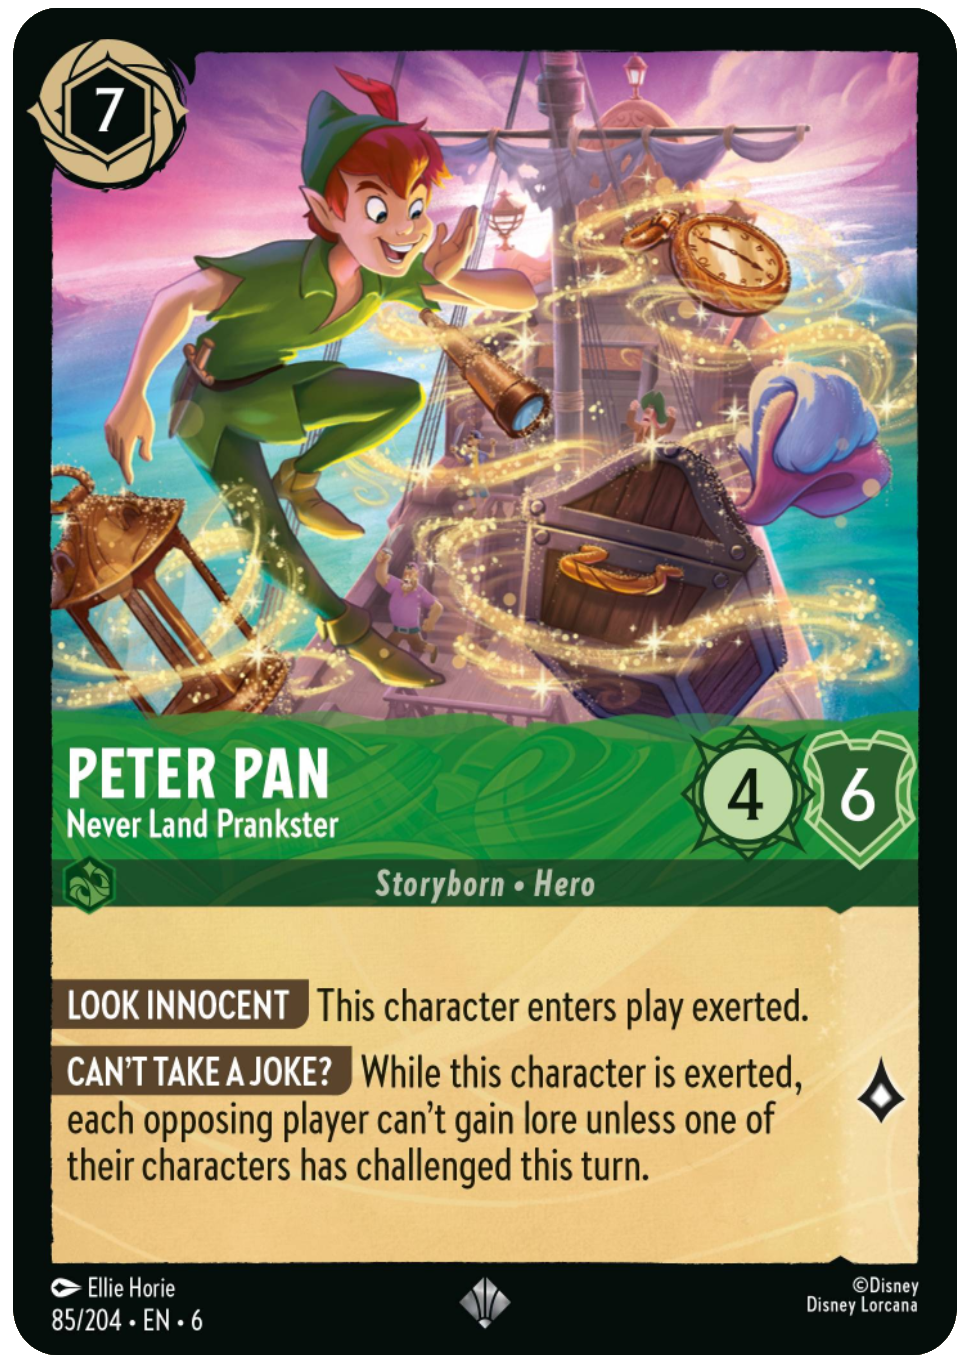 7
PETER PAN
Never Land Prankster
4
6
Storyborn • Hero
LOOK INNOCENT This character enters play exerted.
CAN'T TAKE A JOKE? While this character is exerted,
each opposing player can't gain lore unless one of
their characters has challenged this turn.
Ellie Horie
85/204 • EN • 6
©Disney
Disney Lorcana